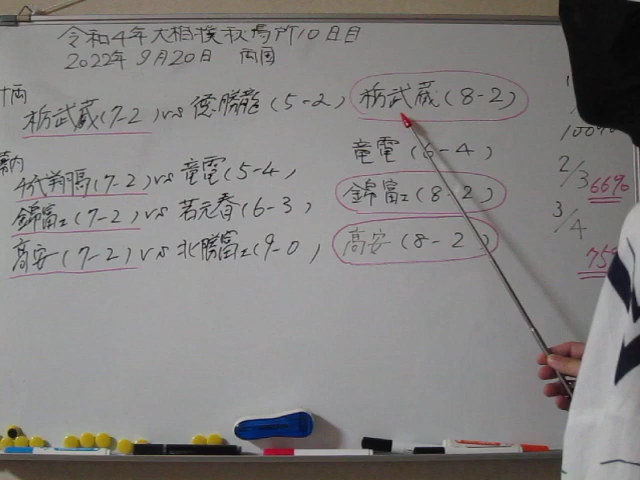 令和4年大相撲秋場所10日目
2022年9月20日 両国
十両
栃武蔵(7-2) vs 徳勝龍(5-2) 栃武蔵(8-2)
100%
幕内
千代翔馬(7-2) vs 竜電(5-4) 竜電(6-4)
2/3 66%
錦富士(7-2) vs 若元春(6-3) 錦富士(8-2)
3/4
高安(7-2) vs 北勝富士(9-0) 高安(8-2)
75%